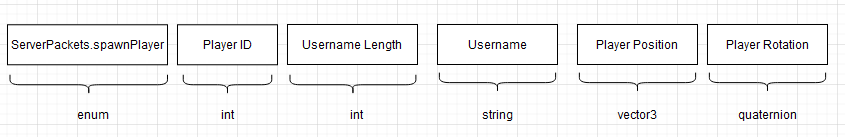 ServerPackets.spawnPlayer Player ID Username Length Username Player Position Player Rotation
enum int int string vector3 quaternion